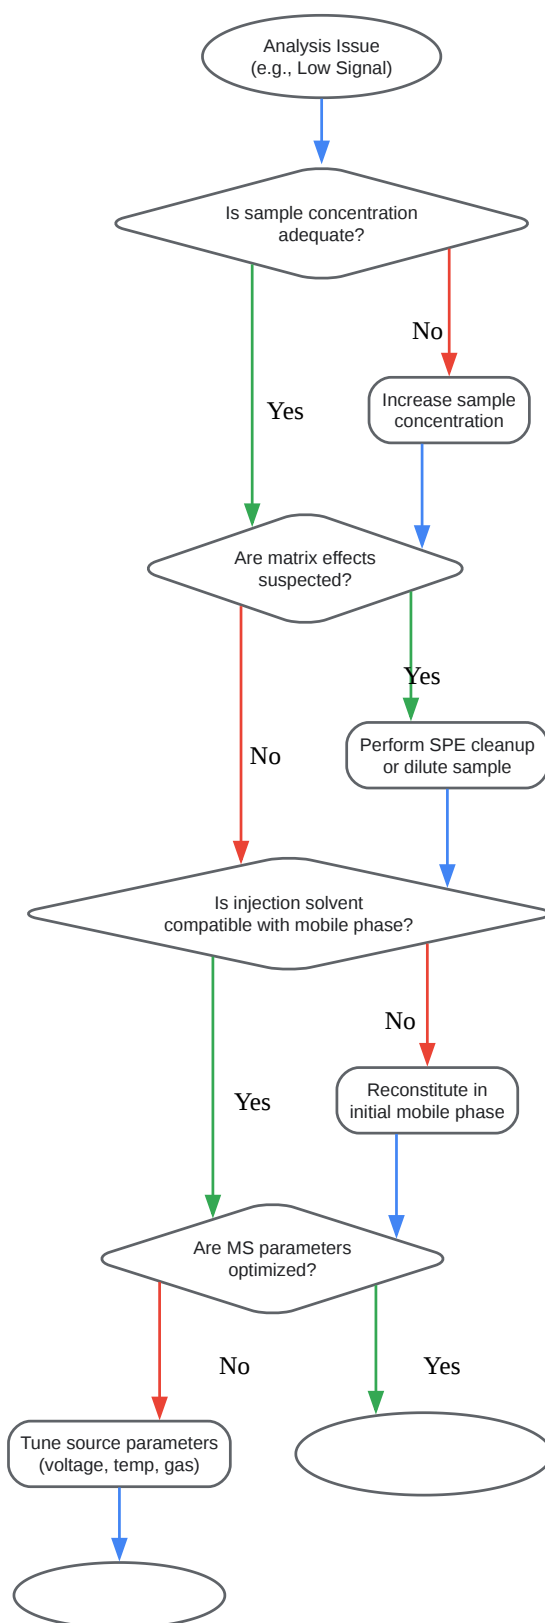 Analysis Issue
(e.g., Low Signal)
Is sample concentration
adequate?
No
Increase sample
concentration
Yes
Are matrix effects
suspected?
Yes
Perform SPE cleanup
or dilute sample
No
Is injection solvent
compatible with mobile phase?
No
Reconstitute in
initial mobile phase
Yes
Are MS parameters
optimized?
No
Yes
Tune source parameters
(voltage, temp, gas)